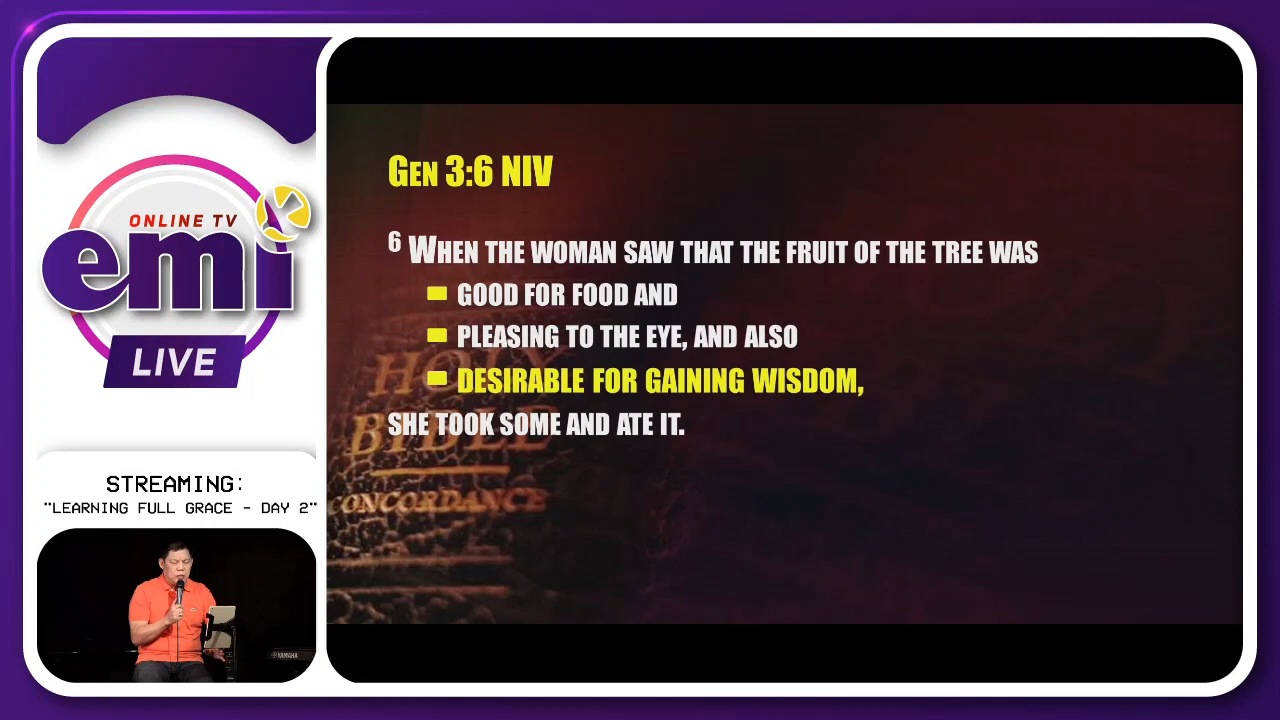 ONLINE TV
emi
LIVE
STREAMING:
"LEARNING FULL GRACE - DAY 2"
YAMAHA
GEN 3:6 NIV
6 WHEN THE WOMAN SAW THAT THE FRUIT OF THE TREE WAS
GOOD FOR FOOD AND
PLEASING TO THE EYE, AND ALSO
DESIRABLE FOR GAINING WISDOM,
SHE TOOK SOME AND ATE IT.
HOLY
BIBLE
CONCORDANCE